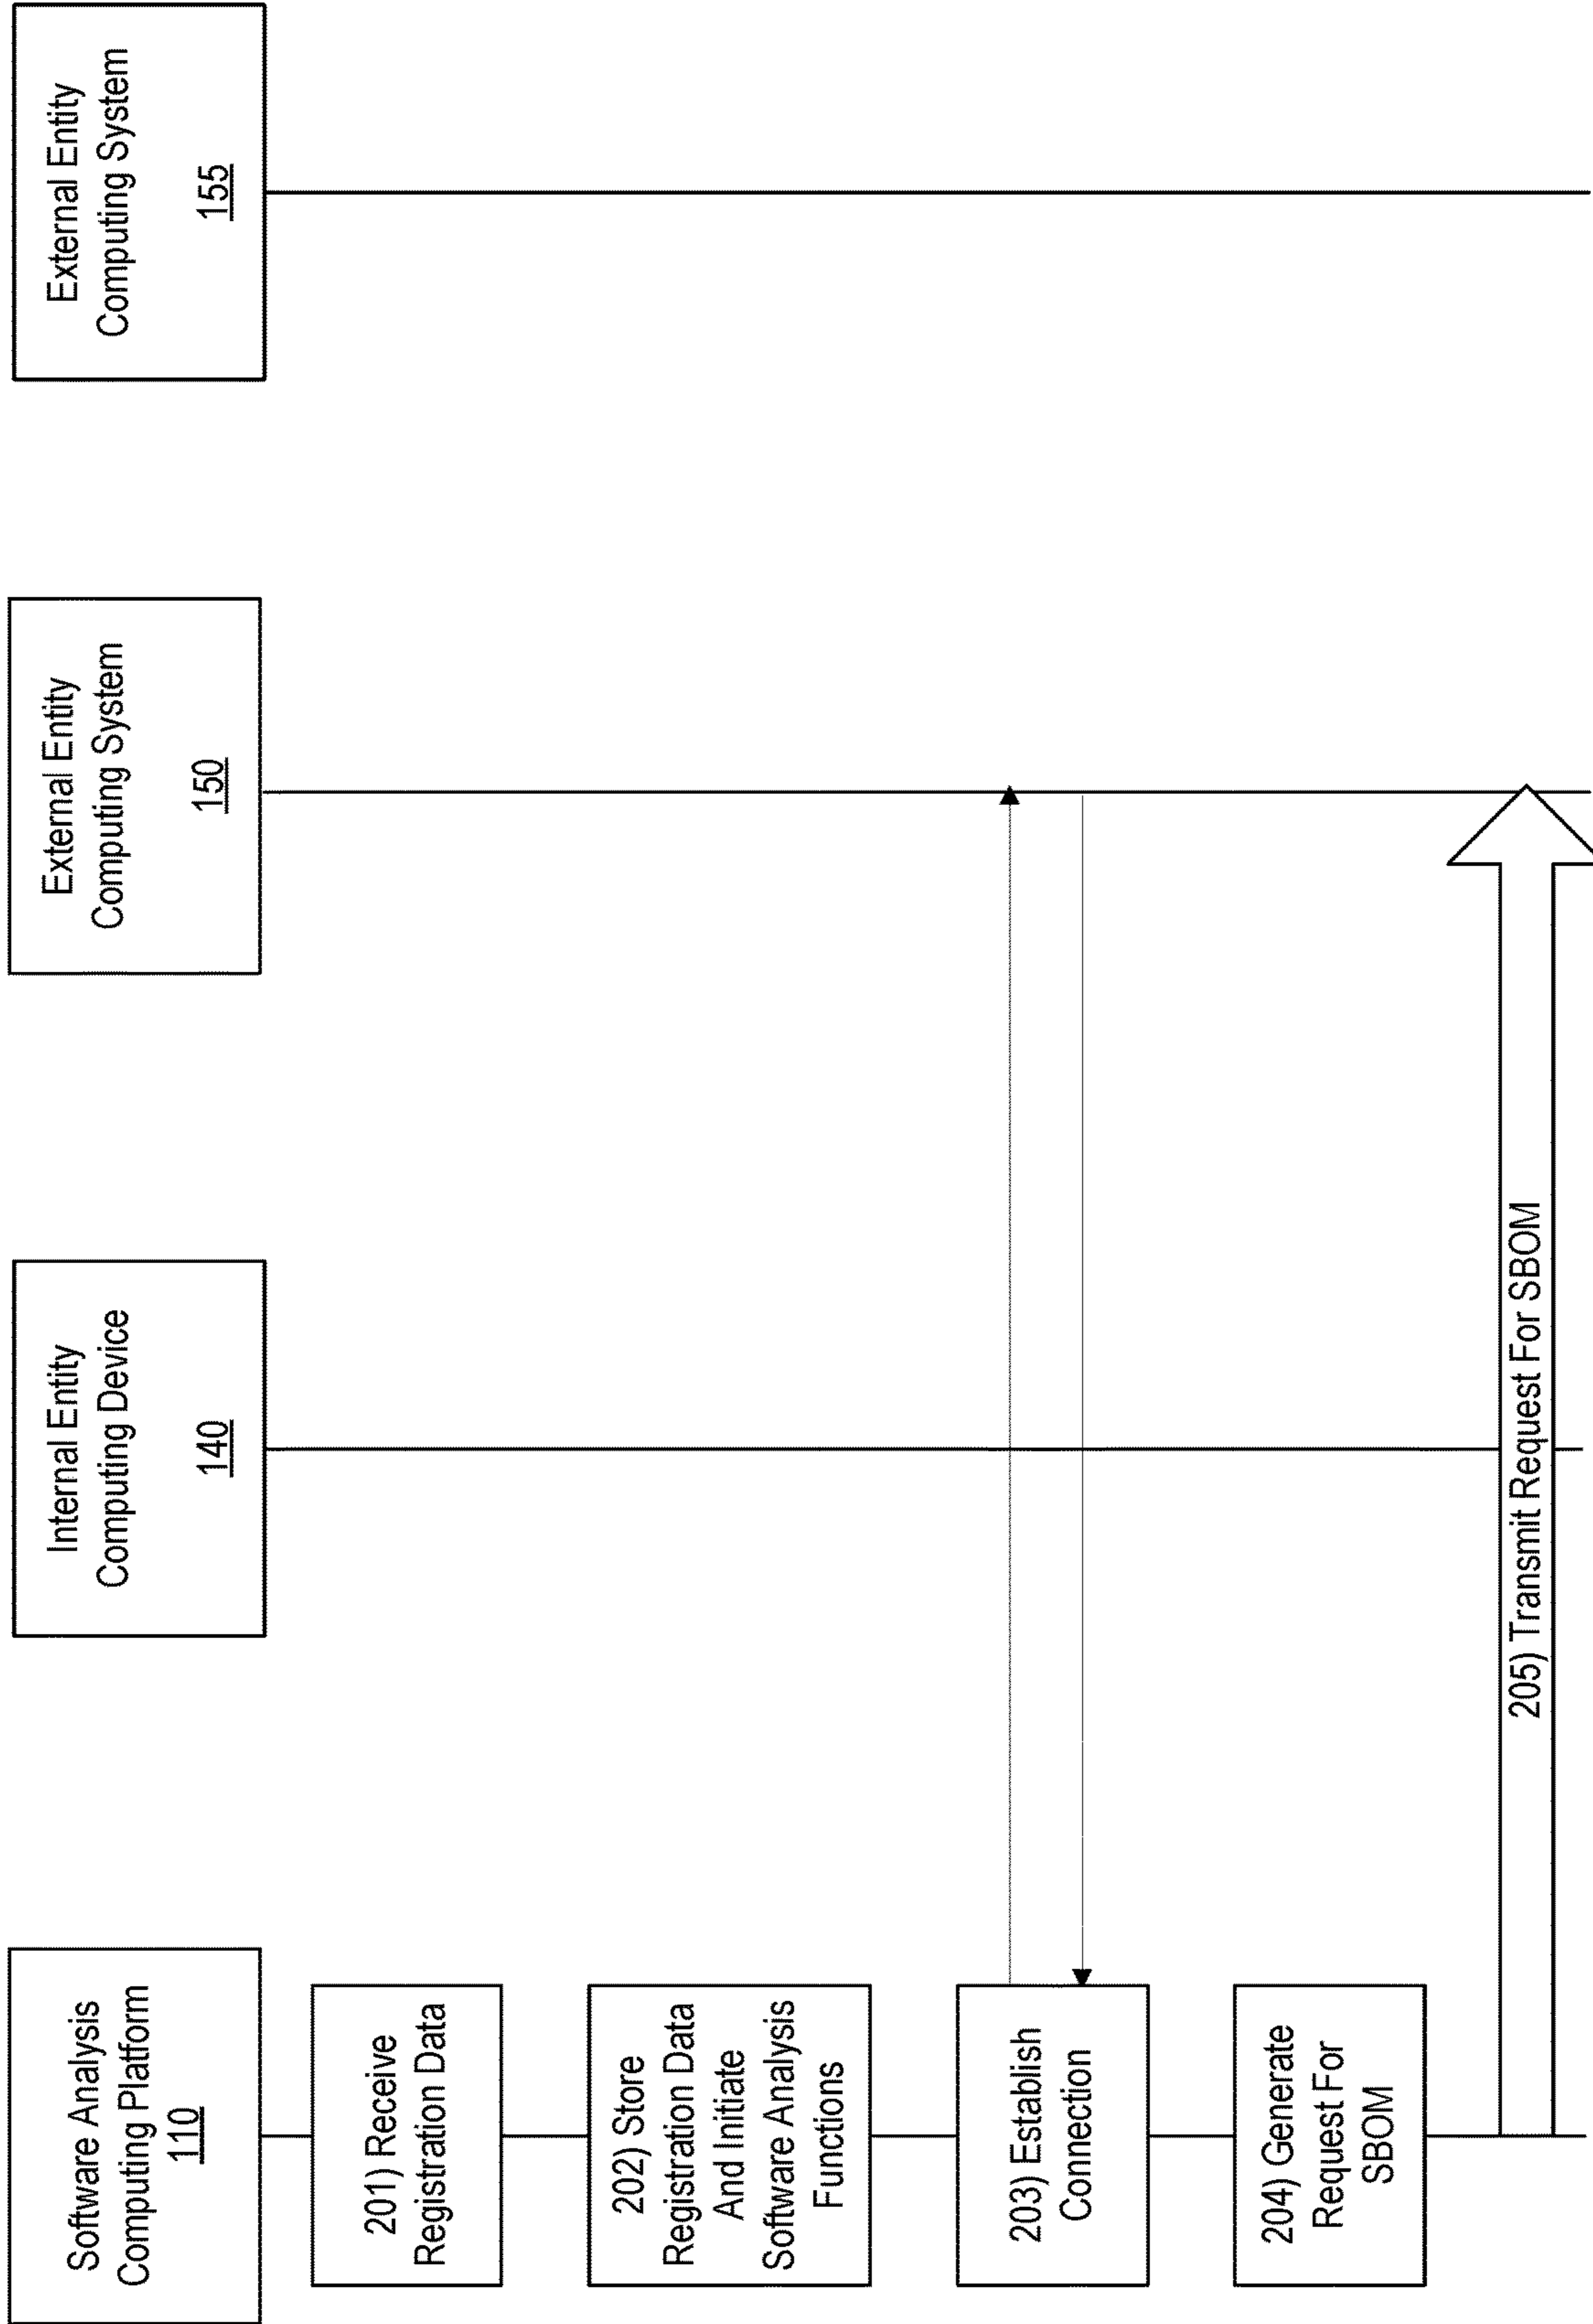 Software Analysis
Computing Platform
110
Internal Entity
Computing Device
140
External Entity
Computing System
150
External Entity
Computing System
155
201) Receive
Registration Data
202) Store
Registration Data
And Initiate
Software Analysis
Functions
203) Establish
Connection
204) Generate
Request For
SBOM
205) Transmit Request For SBOM